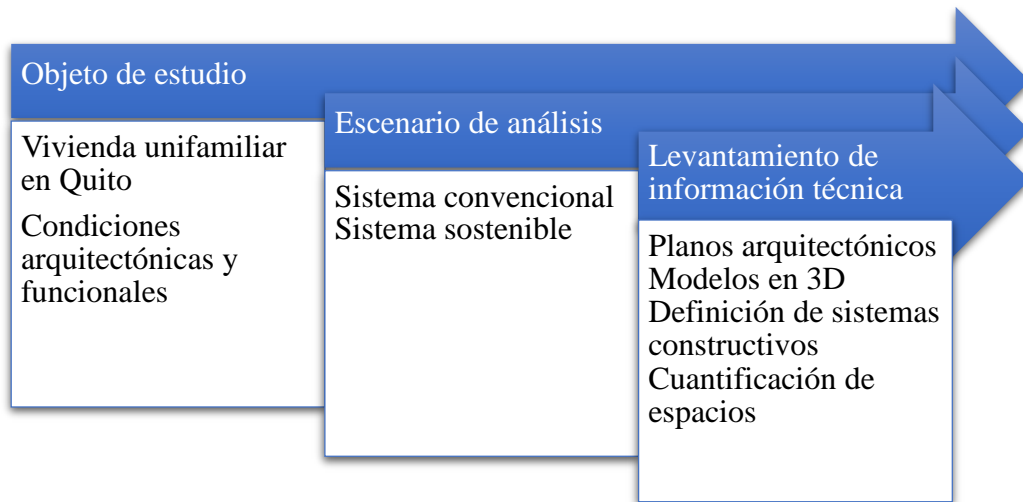 Objeto de estudio
Vivienda unifamiliar
en Quito
Condiciones
arquitectónicas y
funcionales
Escenario de análisis
Sistema convencional
Sistema sostenible
Levantamiento de
información técnica
Planos arquitectónicos
Modelos en 3D
Definición de sistemas
constructivos
Cuantificación de
espacios